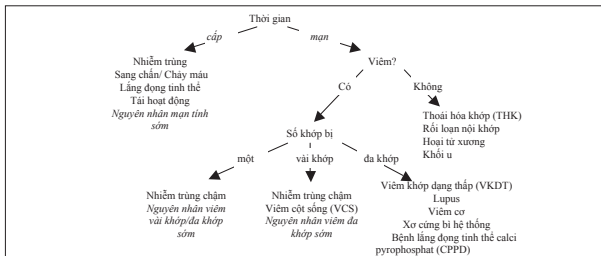 Thời gian
cấp
mạn
Nhiễm trùng
Sang chấn/ Chảy máu
Lắng đọng tinh thể
Tái hoạt động
Nguyên nhân mạn tính
sớm
Viêm?
Có
Không
Thoái hóa khớp (THK)
Rối loạn nội khớp
Hoại tử xương
Khối u
Số khớp bị
một
vài khớp
đa khớp
Nhiễm trùng chậm
Nguyên nhân viêm
vài khớp/đa khớp
sớm
Nhiễm trùng chậm
Viêm cột sống (VCS)
Nguyên nhân viêm đa
khớp sớm
Viêm khớp dạng thấp (VKDT)
Lupus
Viêm cơ
Xơ cứng bì hệ thống
Bệnh lắng đọng tinh thể calci
pyrophosphat (CPPD)